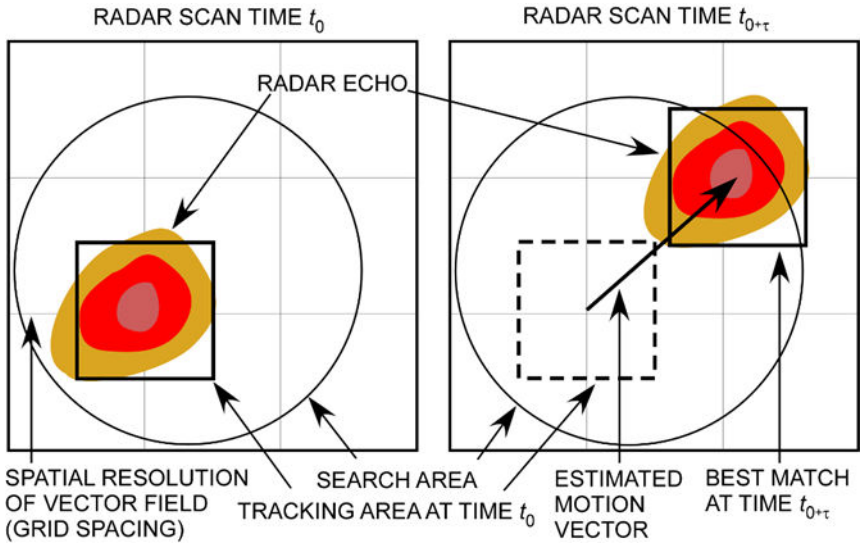 RADAR SCAN TIME t0
RADAR SCAN TIME t0+τ
RADAR ECHO
SPATIAL RESOLUTION
OF VECTOR FIELD
(GRID SPACING)
SEARCH AREA
TRACKING AREA AT TIME t0
ESTIMATED
MOTION
VECTOR
BEST MATCH
AT TIME t0+τ